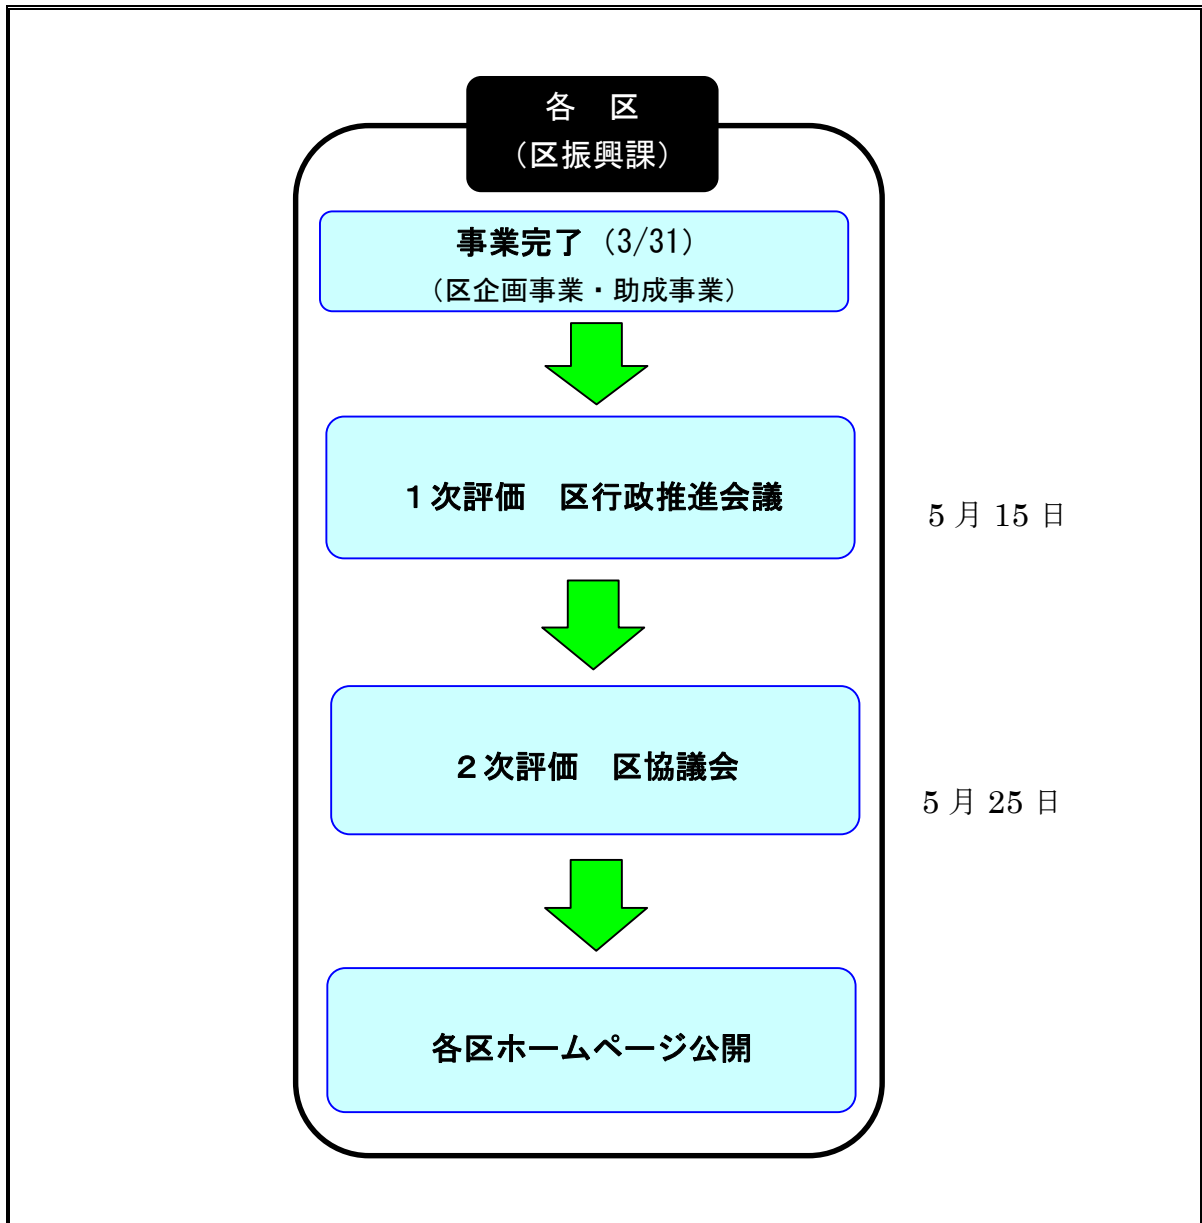 各　区
（区振興課）
事業完了（3/31）
（区企画事業・助成事業）
１次評価　区行政推進会議
5 月 15 日
２次評価　区協議会
5 月 25 日
各区ホームページ公開